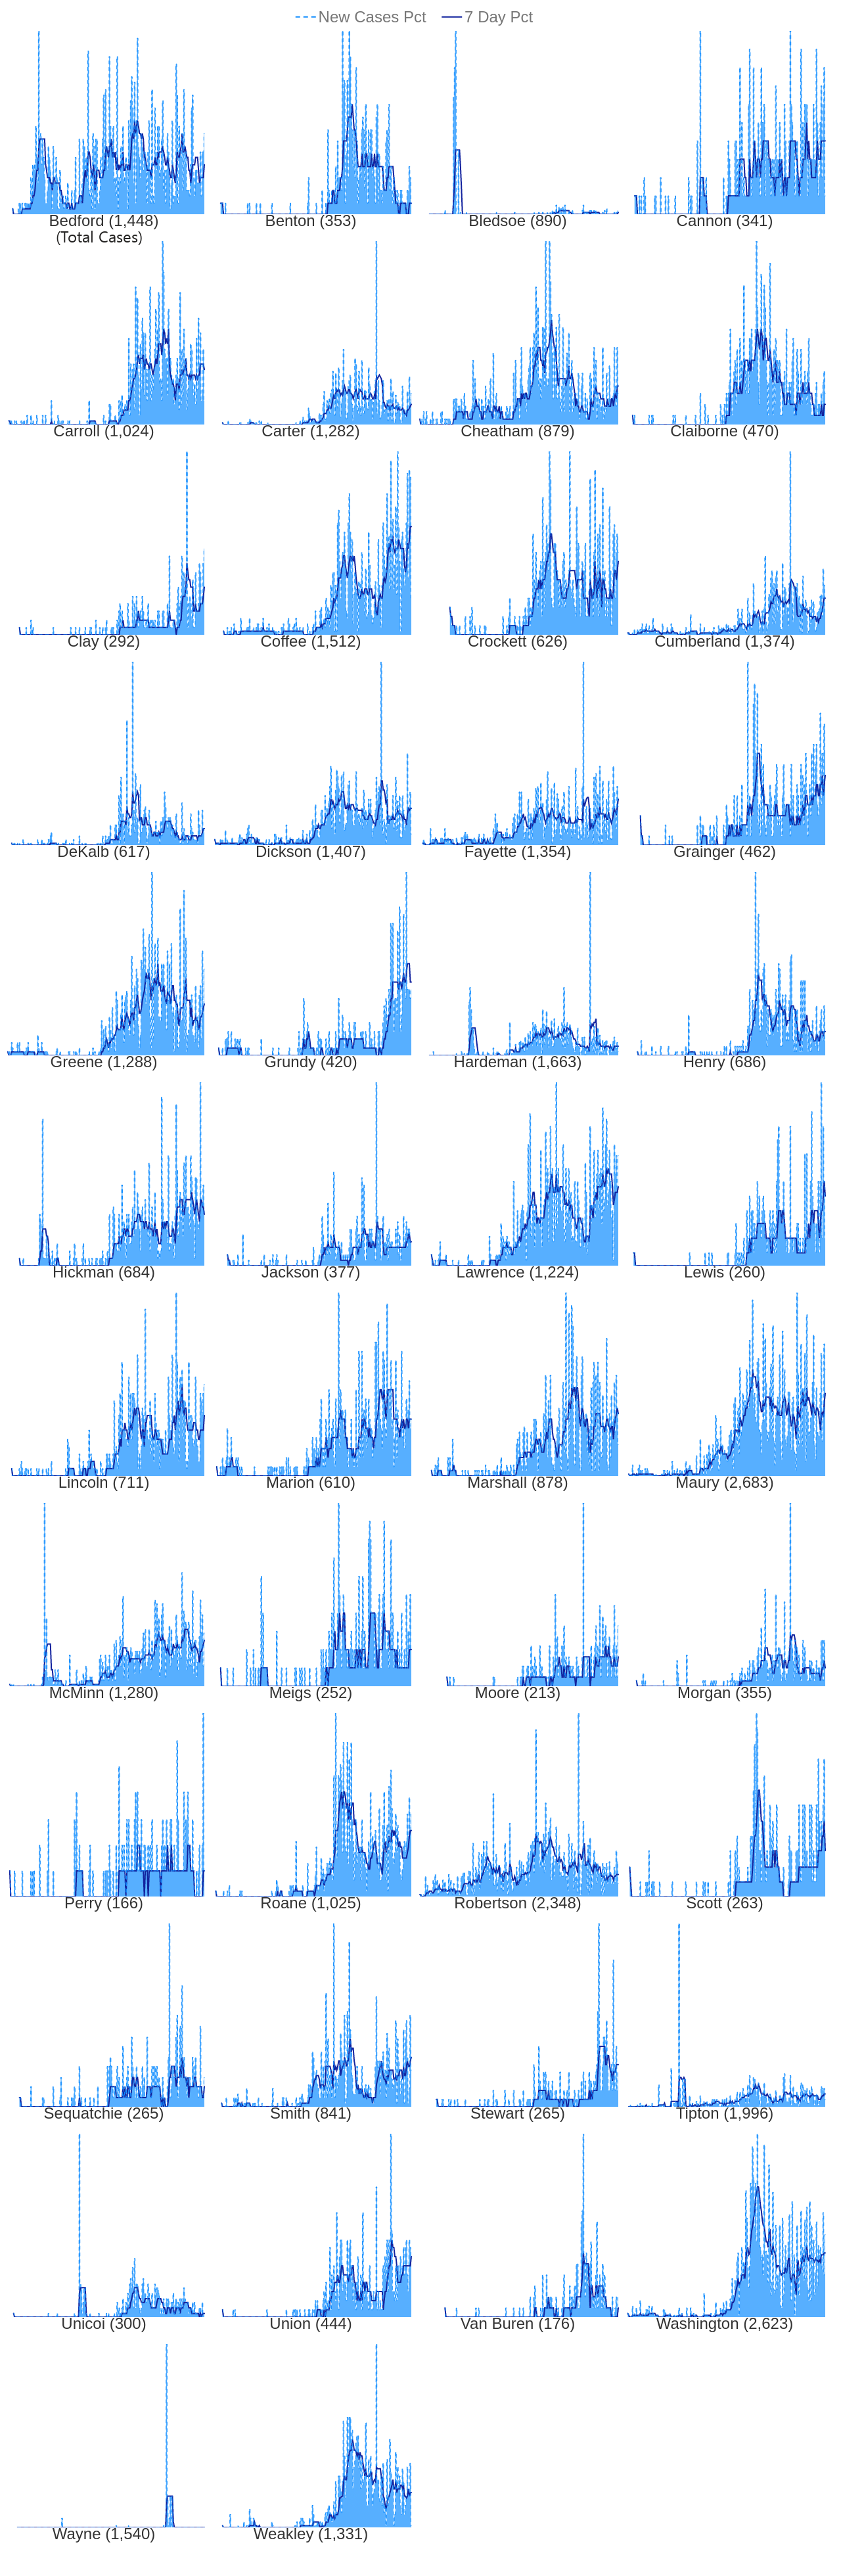 New Cases Pct 7 Day Pct
Bedford (1,448) Benton (353) Bledsoe (890) Cannon (341)
(Total Cases)
Carroll (1,024) Carter (1,282) Cheatham (879) Claiborne (470)
Clay (292) Coffee (1,512) Crockett (626) Cumberland (1,374)
DeKalb (617) Dickson (1,407) Fayette (1,354) Grainger (462)
Greene (1,288) Grundy (420) Hardeman (1,663) Henry (686)
Hickman (684) Jackson (377) Lawrence (1,224) Lewis (260)
Lincoln (711) Marion (610) Marshall (878) Maury (2,683)
McMinn (1,280) Meigs (252) Moore (213) Morgan (355)
Perry (166) Roane (1,025) Robertson (2,348) Scott (263)
Sequatchie (265) Smith (841) Stewart (265) Tipton (1,996)
Unicoi (300) Union (444) Van Buren (176) Washington (2,623)
Wayne (1,540) Weakley (1,331)